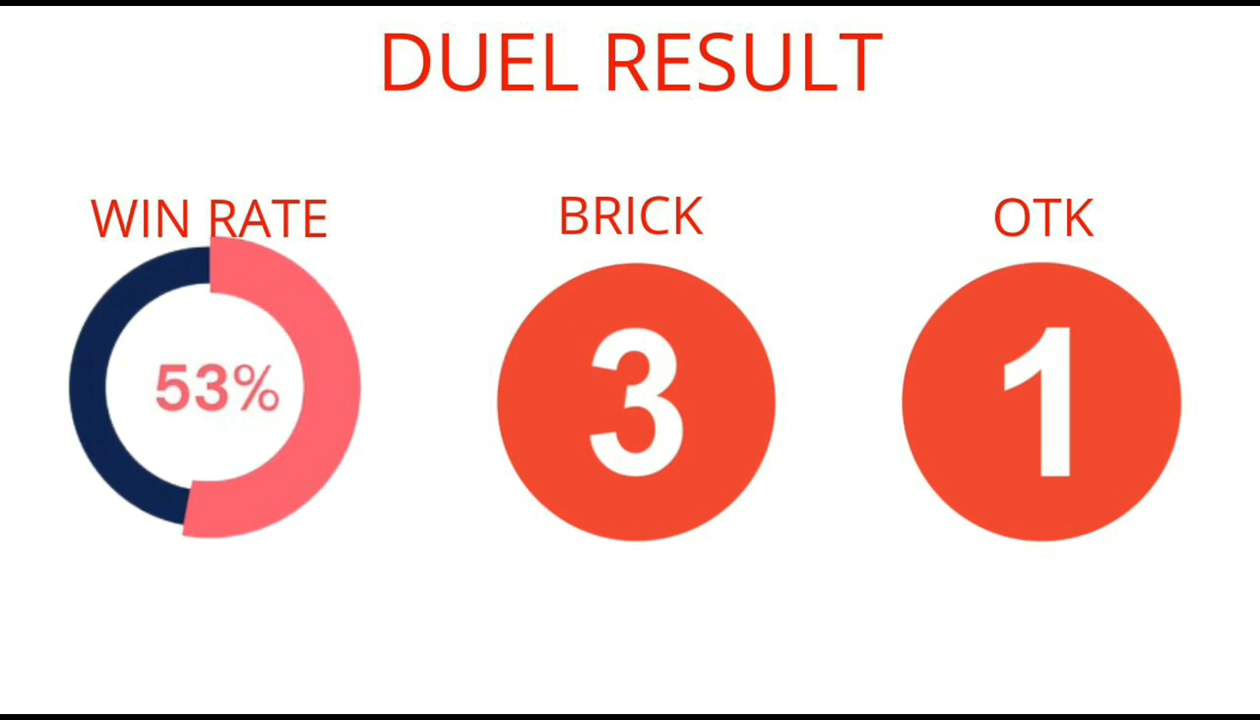 DUEL RESULT
WIN RATE
BRICK
OTK
53%
3
1